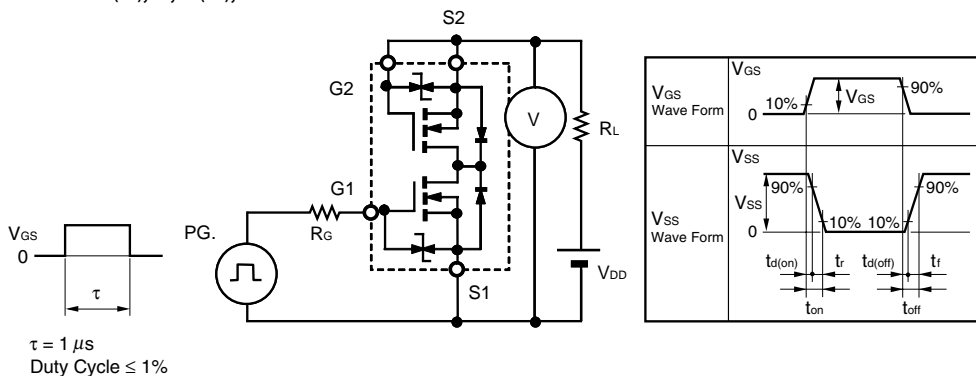 S2
G2
G1
PG.
RG
V
RL
VDD
S1
VGS
0
τ
τ = 1 μs
Duty Cycle ≤ 1%
VGS
Wave Form
VGS
10%
0
VGS
90%
VSS
Wave Form
VSS
90%
VSS
0
10%
10%
90%
td(on)
tr
td(off)
tf
ton
toff